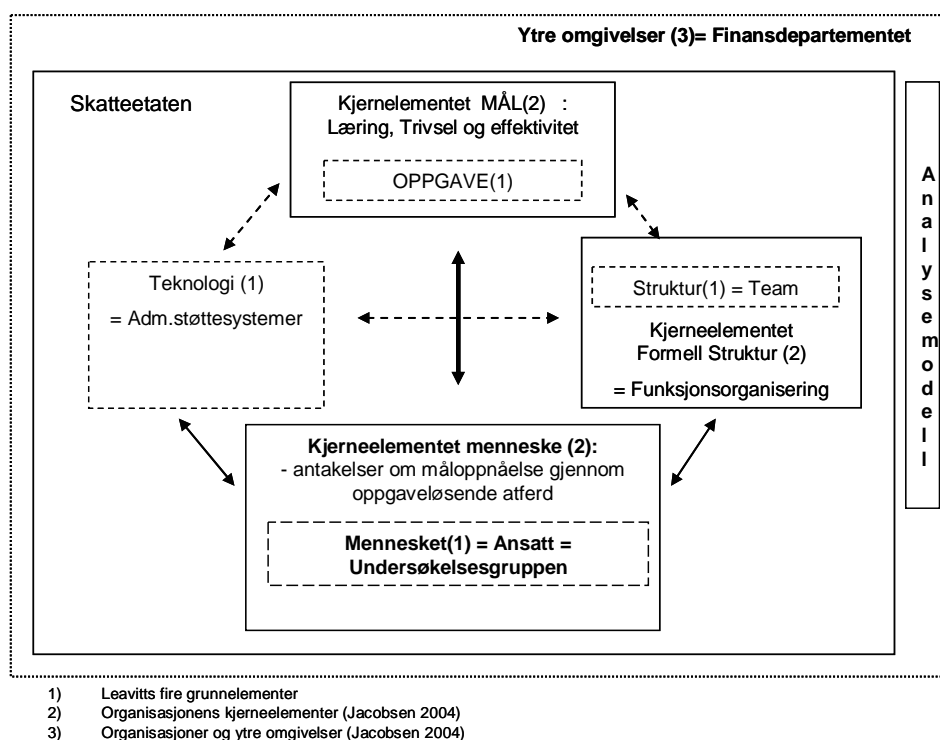 Ytre omgivelser (3)= Finansdepartementet
Skatteetaten
Kjernelementet MÅL(2) :
Læring, Trivsel og effektivitet
OPPGAVE(1)
Teknologi (1)
= Adm.støttesystemer
Struktur(1) = Team
Kjerneelementet
Formell Struktur (2)
= Funksjonsorganisering
Kjerneelementet menneske (2):
- antakelser om måloppnåelse gjennom
oppgaveløsende atferd
Mennesket(1) = Ansatt =
Undersøkelsesgruppen
Analysemodell
1) Leavitts fire grunnelementer
2) Organisasjonens kjerneelementer (Jacobsen 2004)
3) Organisasjoner og ytre omgivelser (Jacobsen 2004)